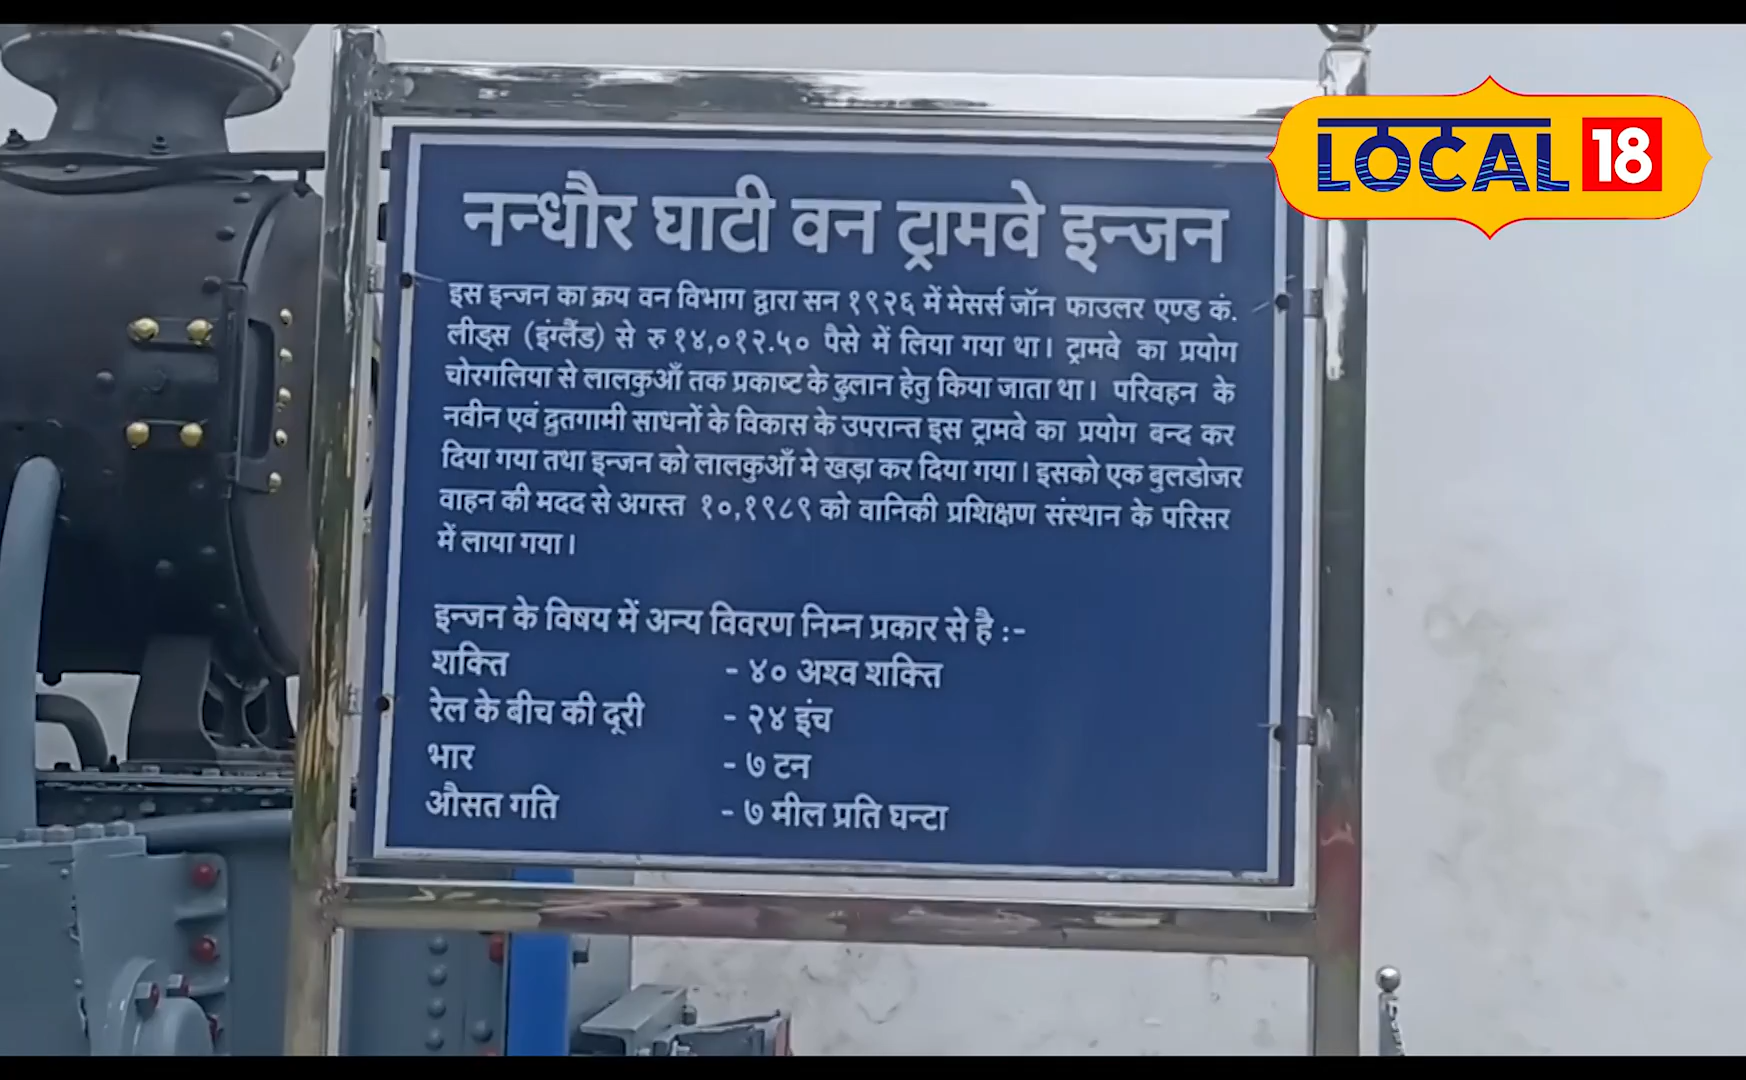 LOCAL 18
नन्धौर घाटी वन ट्रामवे इन्जन
इस इन्जन का क्रय वन विभाग द्वारा सन १९२६ में मेसर्स जॉन फाउलर एण्ड कं.
लीड्स (इंग्लैंड) से रु १४,०१२.५० पैसे में लिया गया था। ट्रामवे का प्रयोग
चोरगलिया से लालकुआँ तक प्रकाष्ट के ढुलान हेतु किया जाता था। परिवहन के
नवीन एवं द्रुतगामी साधनों के विकास के उपरान्त इस ट्रामवे का प्रयोग बन्द कर
दिया गया तथा इन्जन को लालकुआँ मे खड़ा कर दिया गया। इसको एक बुलडोजर
वाहन की मदद से अगस्त १०,१९८९ को वानिकी प्रशिक्षण संस्थान के परिसर
में लाया गया।
इन्जन के विषय में अन्य विवरण निम्न प्रकार से है :-
शक्ति - ४० अश्व शक्ति
रेल के बीच की दूरी - २४ इंच
भार - ७ टन
औसत गति - ७ मील प्रति घन्टा